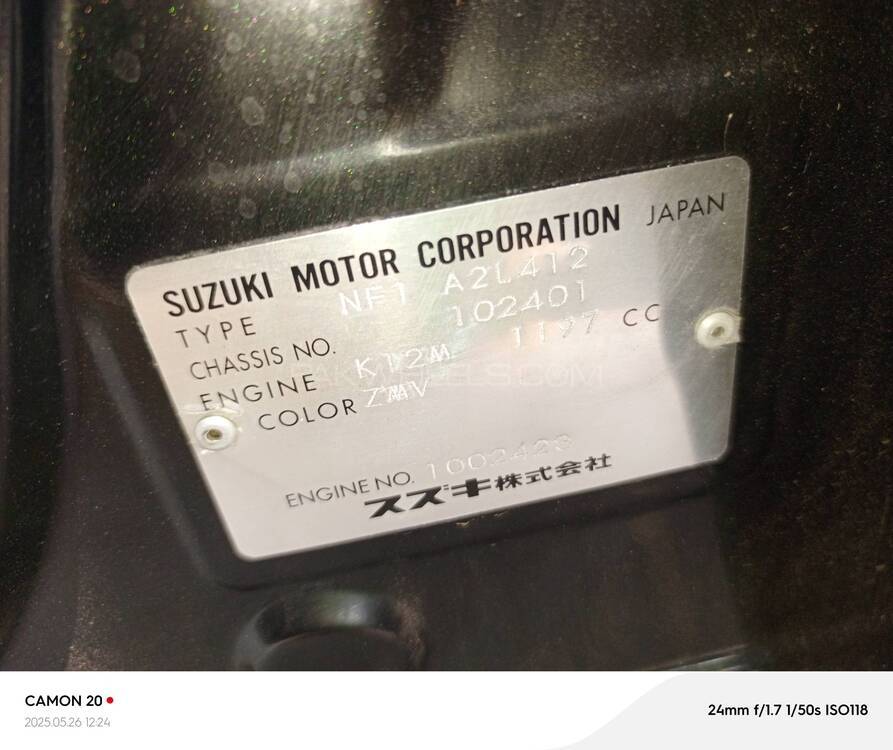 SUZUKI MOTOR CORPORATION JAPAN
TYPE NF1 A2L412
CHASSIS NO. 102401
ENGINE K12M 1197 CC
COLOR ZMV
ENGINE NO. 1002423
スズキ株式会社
CAMON 20
2025.05.26 12:24
24mm f/1.7 1/50s ISO118